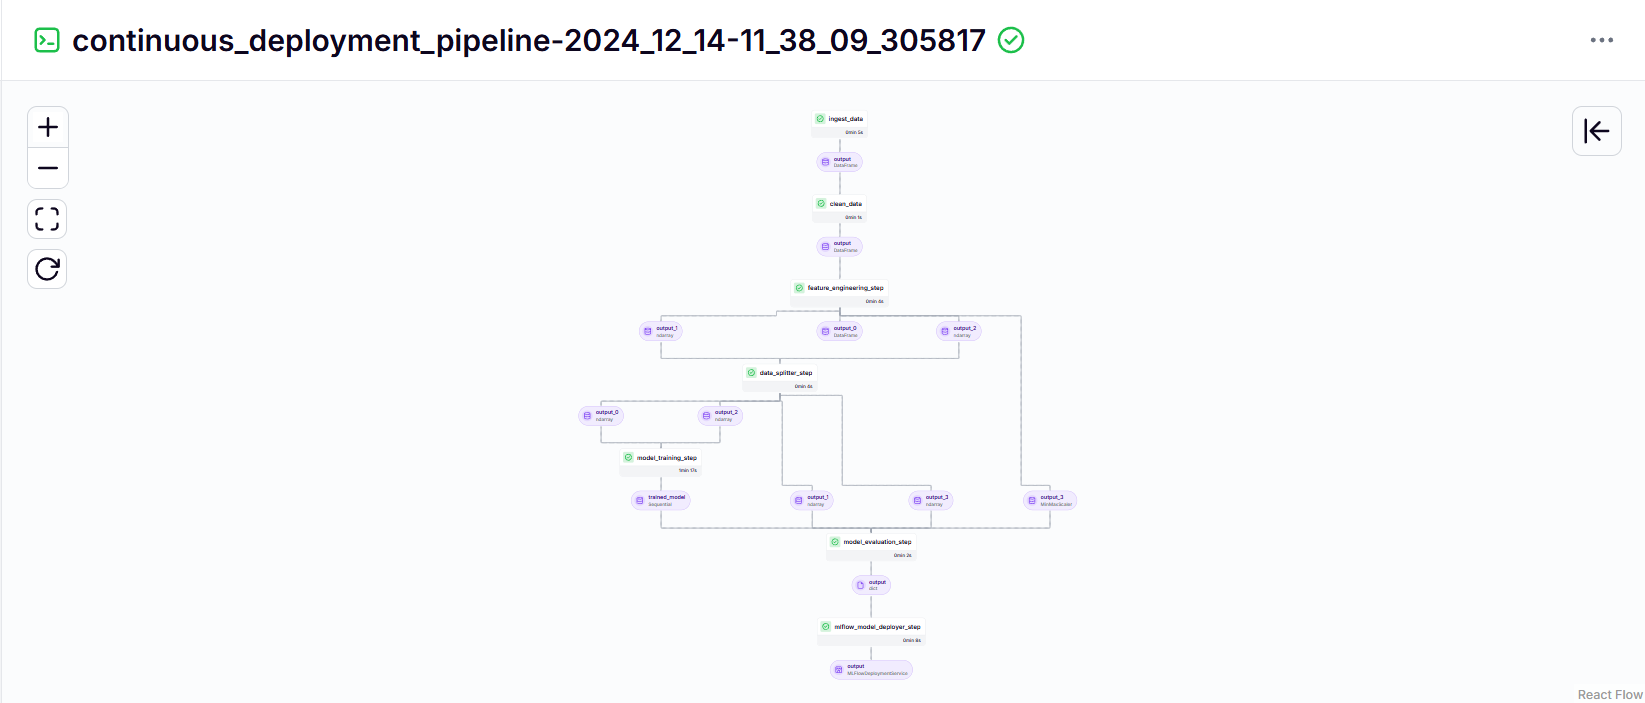 continuous_deployment_pipeline-2024_12_14-11_38_09_305817
ingest_data
0min 5s
output
DataFrame
clean_data
0min 1s
output
DataFrame
feature_engineering_step
0min 4s
output_1
ndarray
output_0
DataFrame
output_2
ndarray
data_splitter_step
0min 4s
output_0
ndarray
output_2
ndarray
model_training_step
1min 17s
trained_model
Sequential
output_1
ndarray
output_3
ndarray
output_3
MinMaxScaler
model_evaluation_step
0min 2s
output
dict
mlflow_model_deployer_step
0min 8s
output
MLFlowDeploymentService
React Flow